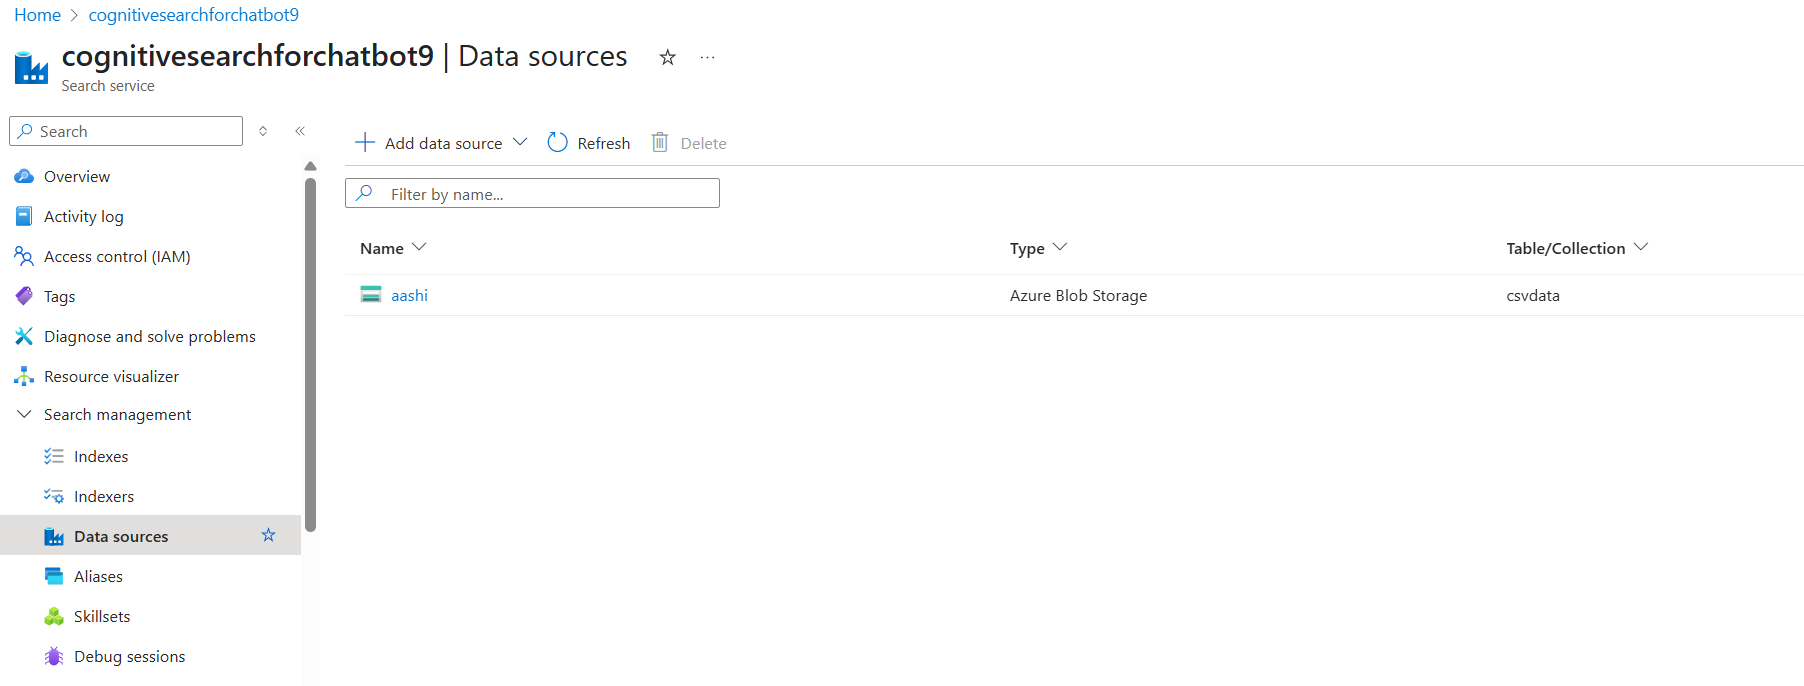 Home > cognitivesearchforchatbot9
cognitivesearchforchatbot9 | Data sources
Search service
Search
Add data source
Refresh
Delete
Overview
Activity log
Access control (IAM)
Tags
Diagnose and solve problems
Resource visualizer
Search management
Indexes
Indexers
Data sources
Aliases
Skillsets
Debug sessions
Filter by name...
Name Type Table/Collection
aashi Azure Blob Storage csvdata